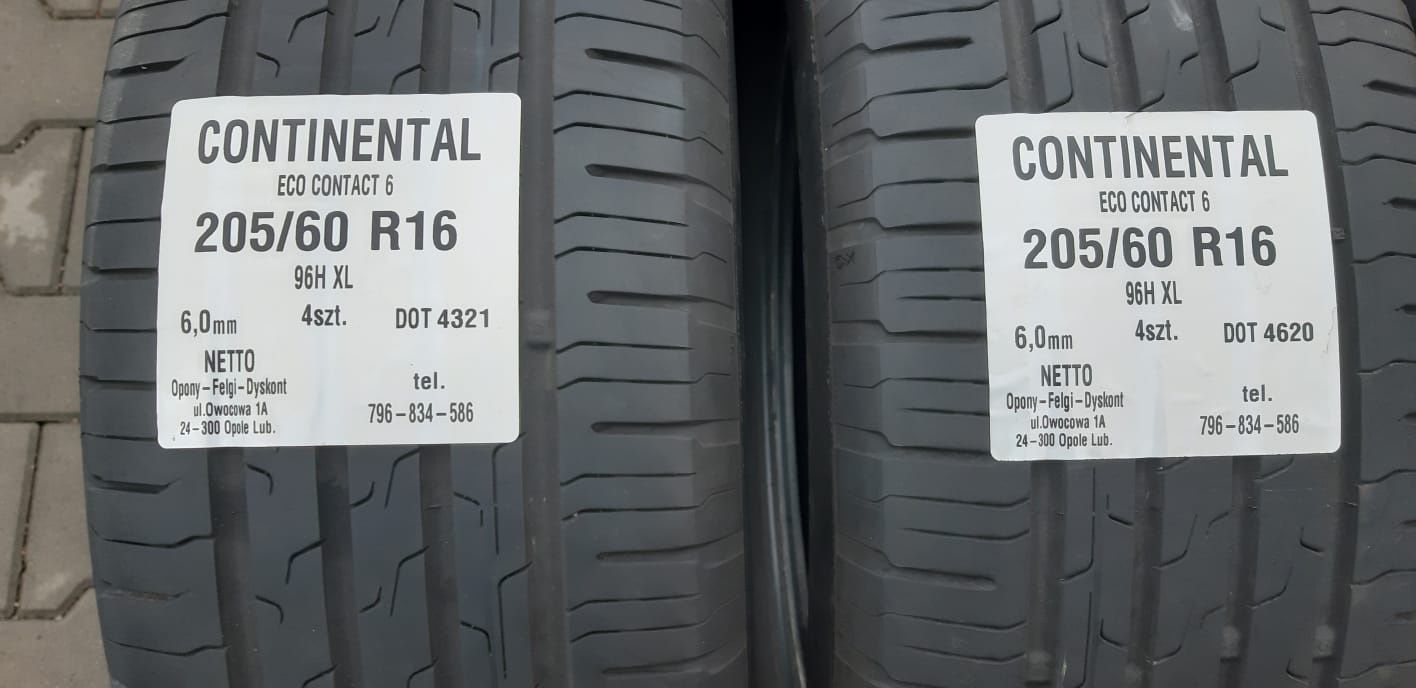 CONTINENTAL
ECO CONTACT 6
205/60 R16
96H XL
6,0mm 4szt. DOT 4321
NETTO
Opony-Felgi-Dyskont
ul.Owocowa 1A
24-300 Opole Lub.
tel.
796-834-586
CONTINENTAL
ECO CONTACT 6
205/60 R16
96H XL
6,0mm 4szt. DOT 4620
NETTO
Opony-Felgi-Dyskont
ul.Owocowa 1A
24-300 Opole Lub.
tel.
796-834-586